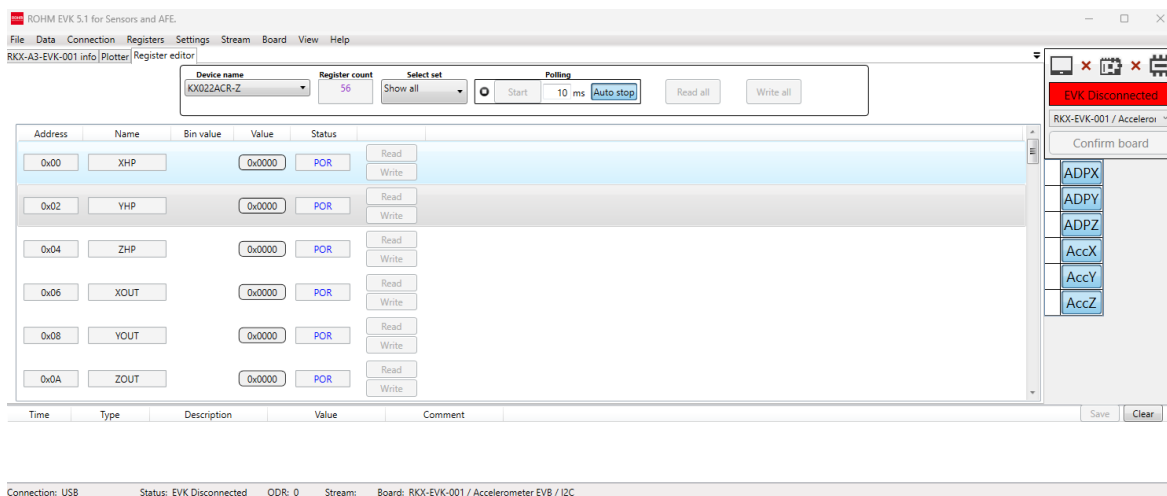 ROHM EVK 5.1 for Sensors and AFE.
File Data Connection Registers Settings Stream Board View Help
RKX-A3-EVK-001 info Plotter Register editor
Device name Register count Select set Polling
KX022ACR-Z 56 Show all Start 10 ms Auto stop Read all Write all
EVK Disconnected
RKX-EVK-001 / Acceleror
Confirm board
Address Name Bin value Value Status
0x00 XHP 0x0000 POR Read
Write
0x02 YHP 0x0000 POR Read
Write
0x04 ZHP 0x0000 POR Read
Write
0x06 XOUT 0x0000 POR Read
Write
0x08 YOUT 0x0000 POR Read
Write
0x0A ZOUT 0x0000 POR Read
Write
ADPX
ADPY
ADPZ
AccX
AccY
AccZ
Time Type Description Value Comment Save Clear
Connection: USB Status: EVK Disconnected ODR: 0 Stream: Board: RKX-EVK-001 / Accelerometer EVB / I2C